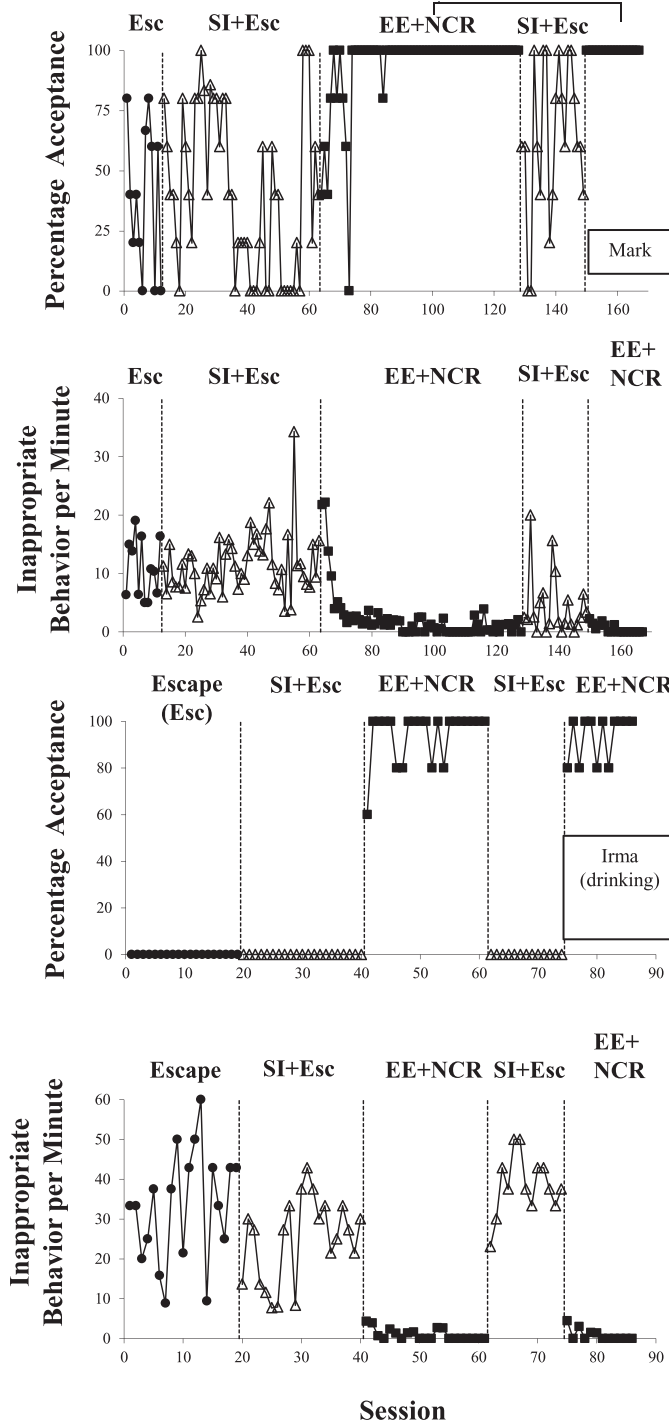 Esc SI+Esc EE+NCR SI+Esc
Percentage Acceptance
100
75
50
25
0
0 20 40 60 80 100 120 140 160
Mark
Esc SI+Esc EE+NCR SI+Esc EE+
NCR
Inappropriate
Behavior per Minute
40
30
20
10
0
0 20 40 60 80 100 120 140 160
Escape
(Esc)
SI+Esc EE+NCR SI+Esc EE+NCR
Percentage Acceptance
100
80
60
40
20
0
0 10 20 30 40 50 60 70 80 90
Irma
(drinking)
Escape SI+Esc EE+NCR SI+Esc EE+
NCR
Inappropriate
Behavior per Minute
60
50
40
30
20
10
0
0 10 20 30 40 50 60 70 80 90
Session